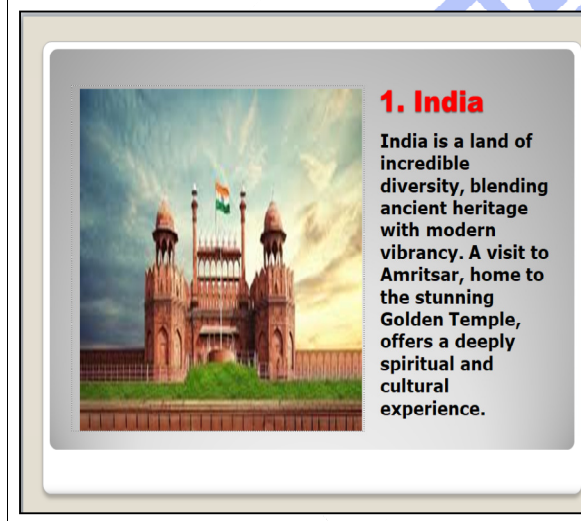 1. India
India is a land of
incredible
diversity, blending
ancient heritage
with modern
vibrancy. A visit to
Amritsar, home to
the stunning
Golden Temple,
offers a deeply
spiritual and
cultural
experience.